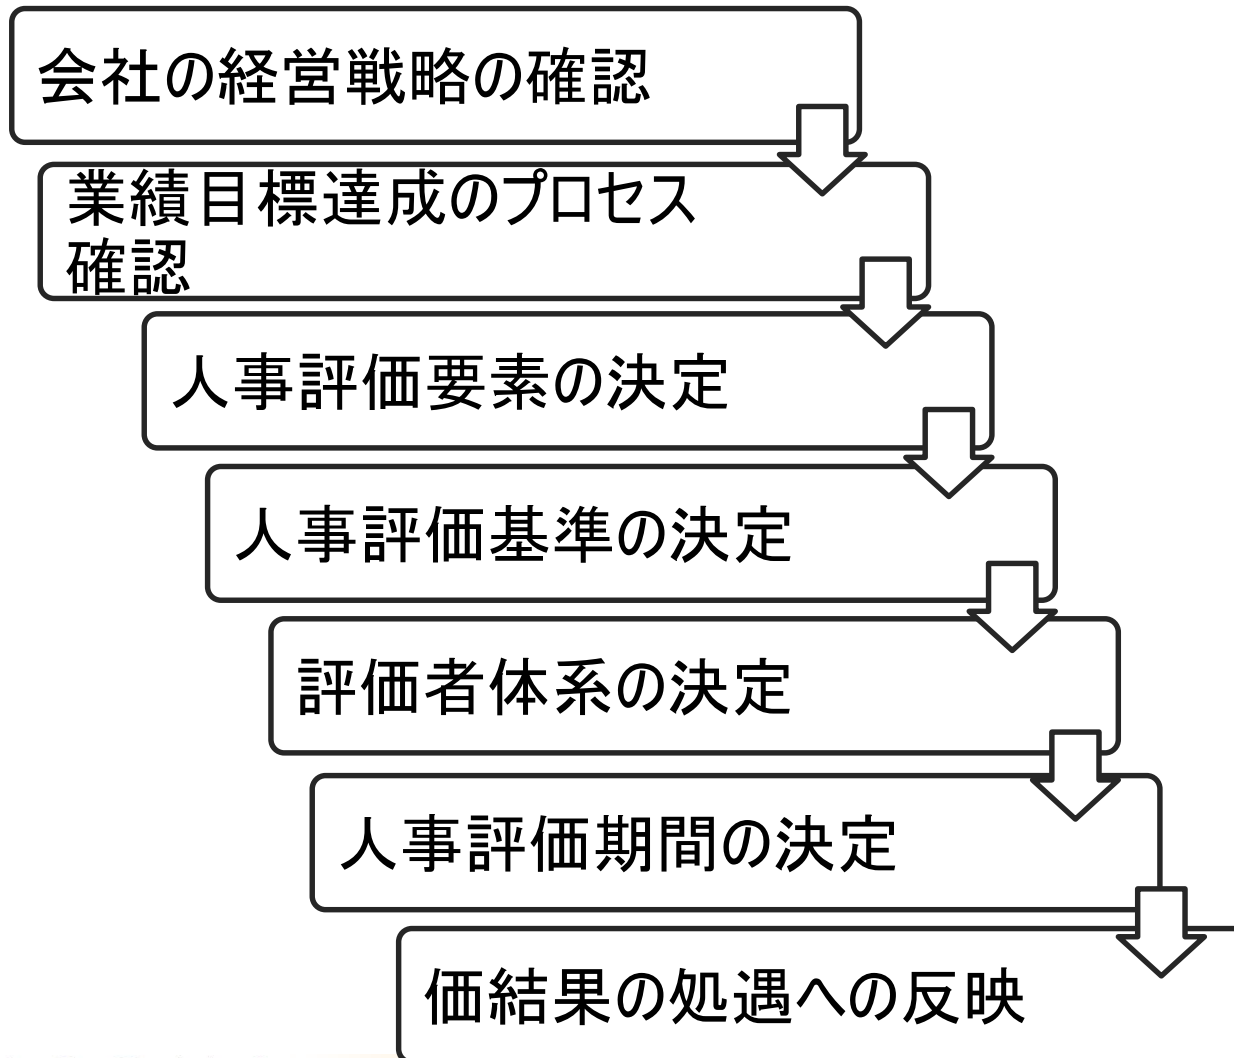 会社の経営戦略の確認
業績目標達成のプロセス
確認
人事評価要素の決定
人事評価基準の決定
評価者体系の決定
人事評価期間の決定
価結果の処遇への反映